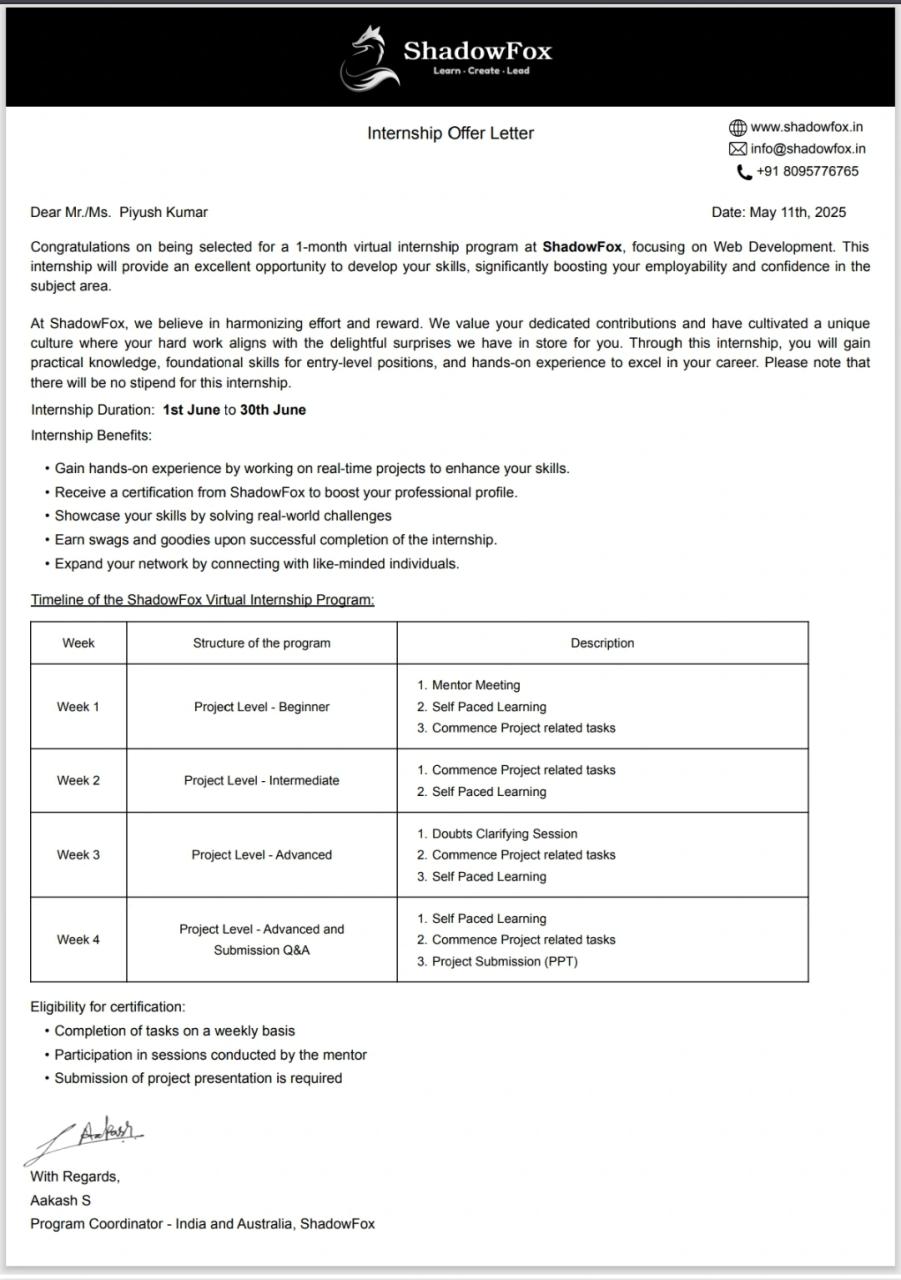 ShadowFox
Learn - Create - Lead
Internship Offer Letter
www.shadowfox.in
info@shadowfox.in
+91 8095776765
Dear Mr./Ms. Piyush Kumar
Date: May 11th, 2025
Congratulations on being selected for a 1-month virtual internship program at ShadowFox, focusing on Web Development. This
internship will provide an excellent opportunity to develop your skills, significantly boosting your employability and confidence in the
subject area.
At ShadowFox, we believe in harmonizing effort and reward. We value your dedicated contributions and have cultivated a unique
culture where your hard work aligns with the delightful surprises we have in store for you. Through this internship, you will gain
practical knowledge, foundational skills for entry-level positions, and hands-on experience to excel in your career. Please note that
there will be no stipend for this internship.
Internship Duration: 1st June to 30th June
Internship Benefits:
• Gain hands-on experience by working on real-time projects to enhance your skills.
• Receive a certification from ShadowFox to boost your professional profile.
• Showcase your skills by solving real-world challenges
• Earn swags and goodies upon successful completion of the internship.
• Expand your network by connecting with like-minded individuals.
Timeline of the ShadowFox Virtual Internship Program:
Week Structure of the program Description
Week 1 Project Level - Beginner
1. Mentor Meeting
2. Self Paced Learning
3. Commence Project related tasks
Week 2 Project Level - Intermediate
1. Commence Project related tasks
2. Self Paced Learning
Week 3 Project Level - Advanced
1. Doubts Clarifying Session
2. Commence Project related tasks
3. Self Paced Learning
Week 4
Project Level - Advanced and
Submission Q&A
1. Self Paced Learning
2. Commence Project related tasks
3. Project Submission (PPT)
Eligibility for certification:
• Completion of tasks on a weekly basis
• Participation in sessions conducted by the mentor
• Submission of project presentation is required
Aakash
With Regards,
Aakash S
Program Coordinator - India and Australia, ShadowFox